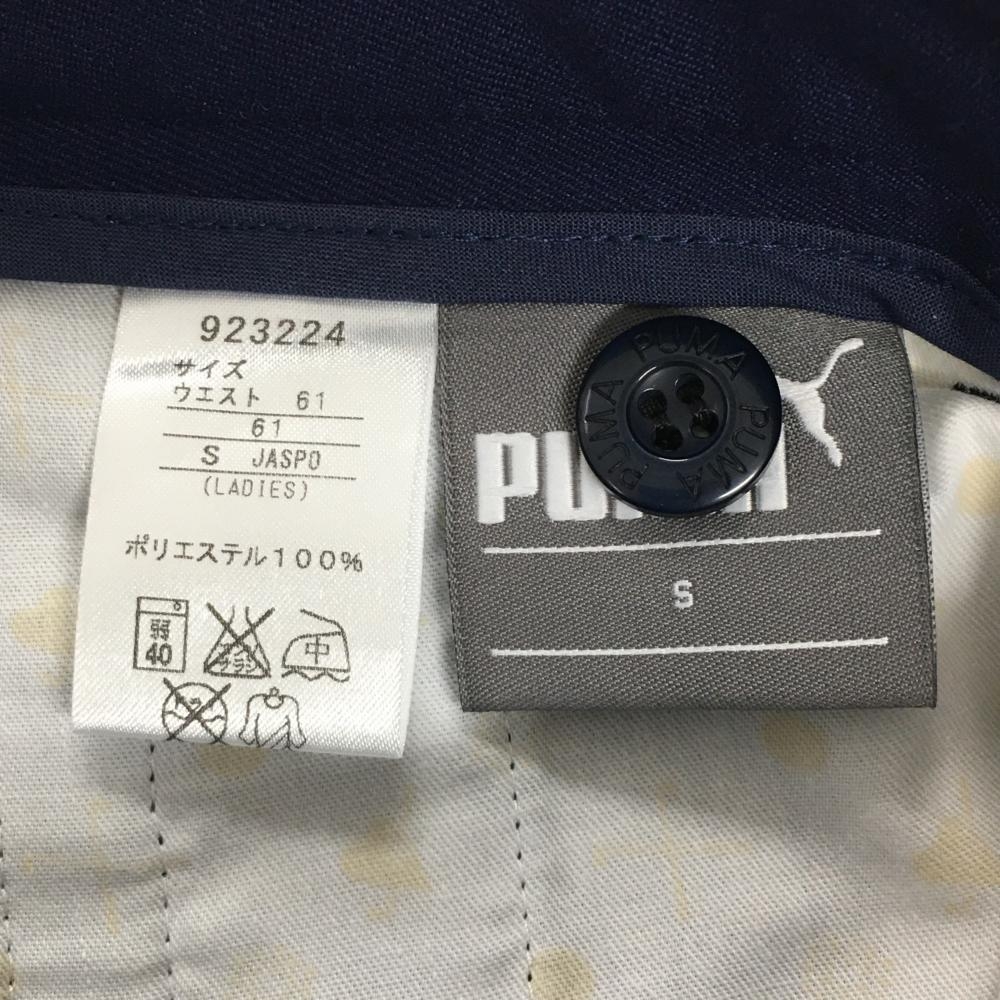 923224
サイズ
ウエスト 61
61
S JASPO
(LADIES)
ポリエステル100%
弱
40
中
PUMA PUMA PUMA
S